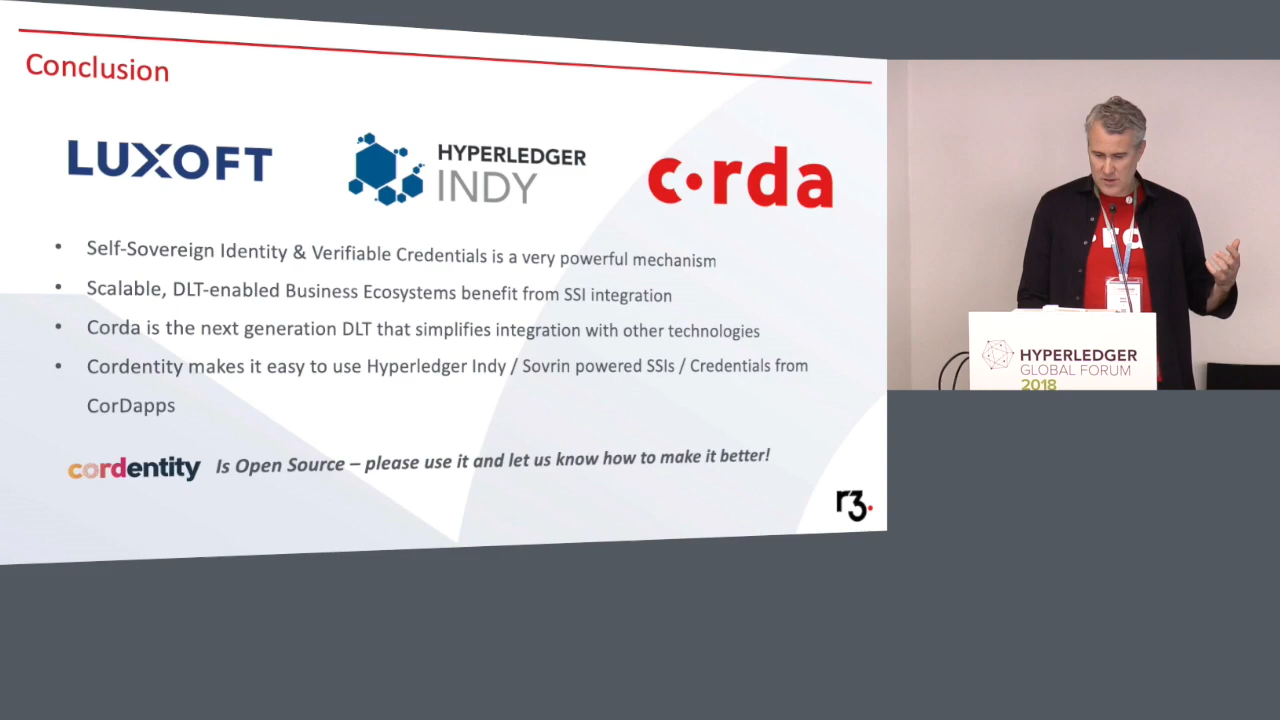 Conclusion
LUXOFT
HYPERLEDGER
INDY
c•rda
• Self-Sovereign Identity & Verifiable Credentials is a very powerful mechanism
• Scalable, DLT-enabled Business Ecosystems benefit from SSI integration
• Corda is the next generation DLT that simplifies integration with other technologies
• Cordentity makes it easy to use Hyperledger Indy / Sovrin powered SSIs / Credentials from
CorDapps
cordentity Is Open Source – please use it and let us know how to make it better!
r3.
HYPERLEDGER
GLOBAL FORUM
2018